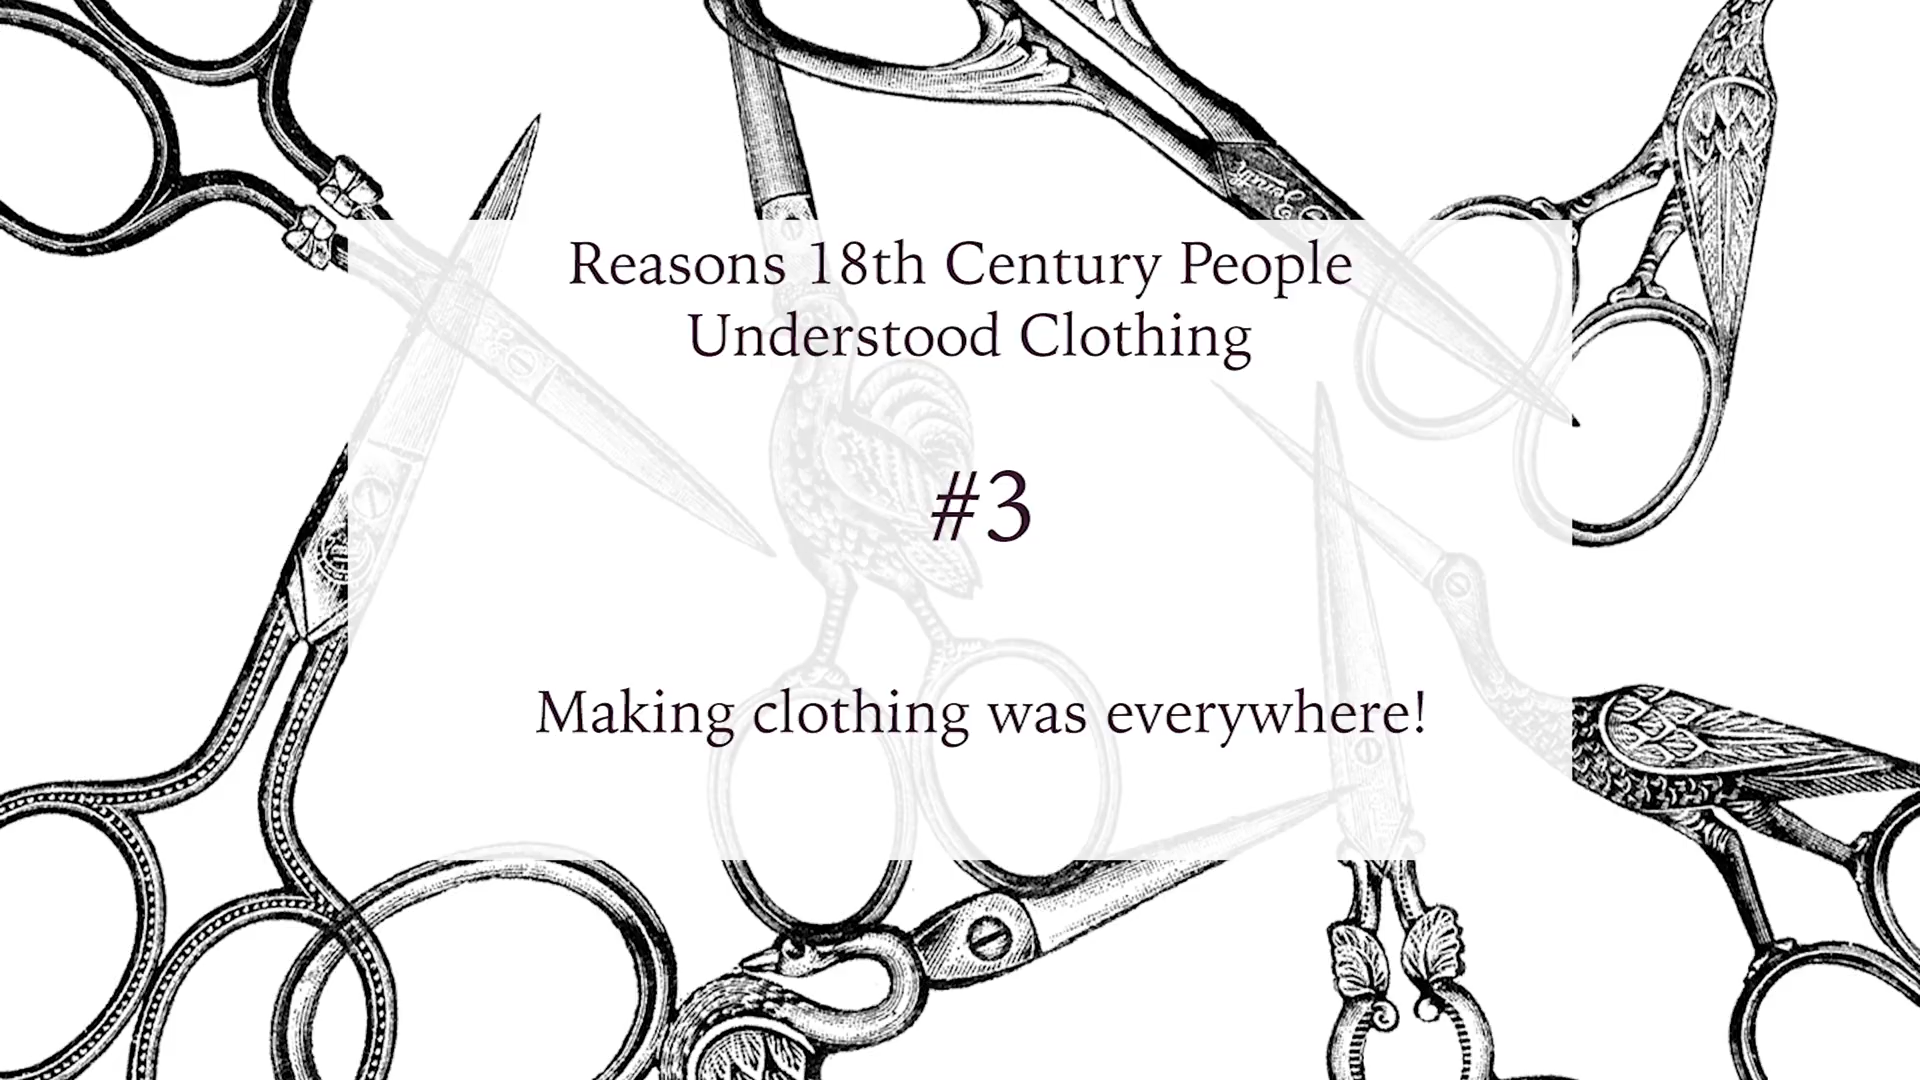 Reasons 18th Century People
Understood Clothing
#3
Making clothing was everywhere!